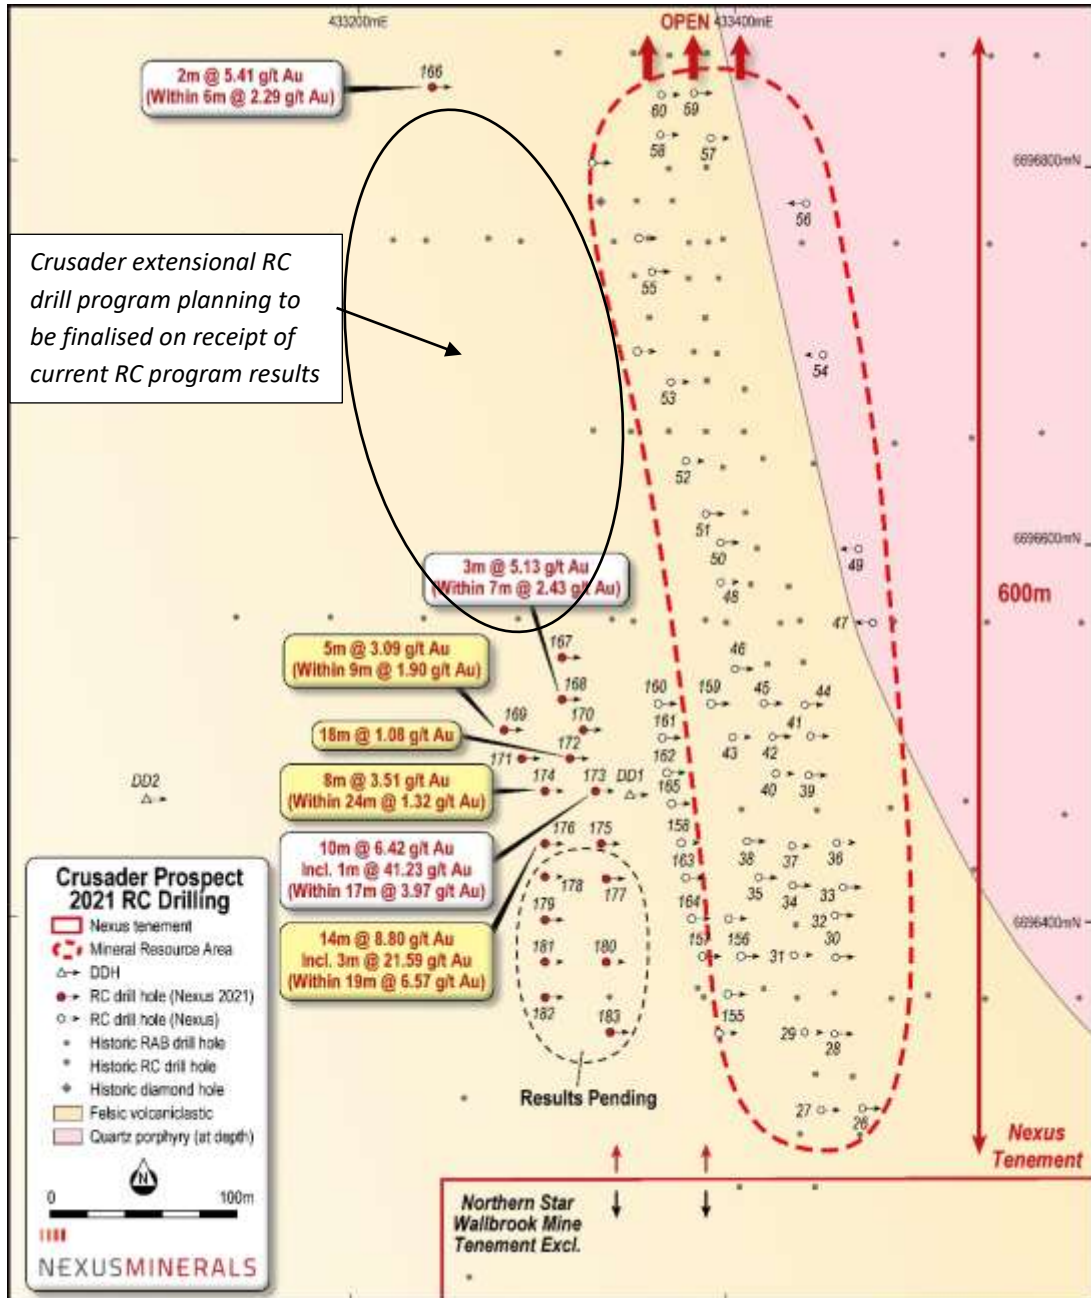 433200mE
OPEN
433400mE
2m @ 5.41 g/t Au
(Within 6m @ 2.29 g/t Au)
166
60
59
58
57
6696800mN
56
Crusader extensional RC
drill program planning to
be finalised on receipt of
current RC program results
55
54
53
52
51
50
49
6696600mN
3m @ 5.13 g/t Au
(Within 7m @ 2.43 g/t Au)
48
600m
47
5m @ 3.09 g/t Au
(Within 9m @ 1.90 g/t Au)
167
46
168
160
159
45
44
169
170
161
41
18m @ 1.08 g/t Au
172
43
42
171
162
DD2
8m @ 3.51 g/t Au
(Within 24m @ 1.32 g/t Au)
174
173
DD1
165
40
39
176
175
158
10m @ 6.42 g/t Au
Incl. 1m @ 41.23 g/t Au
(Within 17m @ 3.97 g/t Au)
38
37
36
163
178
177
35
34
33
164
179
32
6696400mN
14m @ 8.80 g/t Au
Incl. 3m @ 21.59 g/t Au
(Within 19m @ 6.57 g/t Au)
157
156
30
181
180
31
182
155
183
29
28
Results Pending
27
26
Nexus
Tenement
Northern Star
Wallbrook Mine
Tenement Excl.
Crusader Prospect
2021 RC Drilling
Nexus tenement
Mineral Resource Area
DDH
RC drill hole (Nexus 2021)
RC drill hole (Nexus)
Historic RAB drill hole
Historic RC drill hole
Historic diamond hole
Felsic volcaniclastic
Quartz porphyry (at depth)
N
0
100m
NEXUSMINERALS